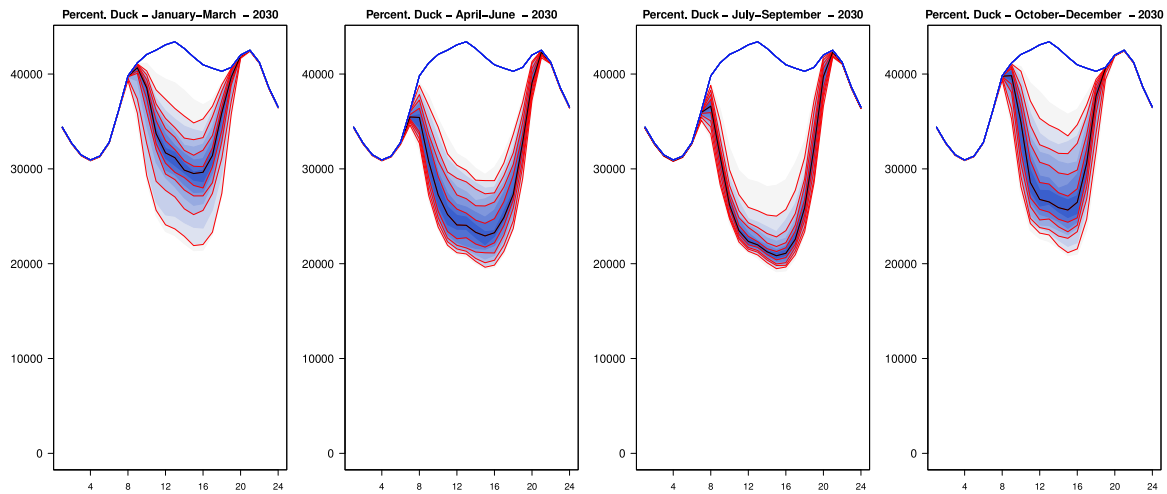 Percent. Duck - January-March - 2030
Percent. Duck - April-June - 2030
Percent. Duck - July-September - 2030
Percent. Duck - October-December - 2030
40000
30000
20000
10000
0
4 8 12 16 20 24
40000
30000
20000
10000
0
4 8 12 16 20 24
40000
30000
20000
10000
0
4 8 12 16 20 24
40000
30000
20000
10000
0
4 8 12 16 20 24